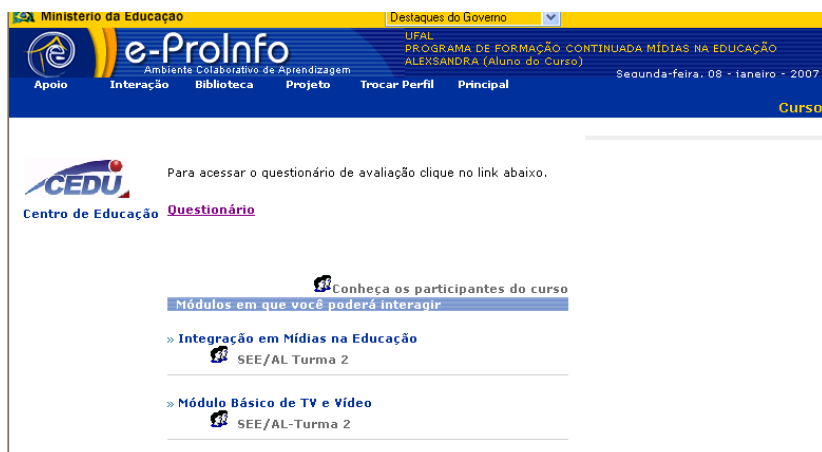 Ministério da Educação
Destaques do Governo
e-ProInfo
Ambiente Colaborativo de Aprendizagem
UFAL
PROGRAMA DE FORMAÇÃO CONTINUADA MÍDIAS NA EDUCAÇÃO
ALEXSANDRA (Aluno do Curso)
Segunda-feira, 08 - janeiro - 2007
Apoio Interação Biblioteca Projeto Trocar Perfil Principal
Curso
CEDU
Centro de Educação
Para acessar o questionário de avaliação clique no link abaixo.
Questionário
Conheça os participantes do curso
Módulos em que você poderá interagir
» Integração em Mídias na Educação
SEE/AL Turma 2
» Módulo Básico de TV e Vídeo
SEE/AL-Turma 2